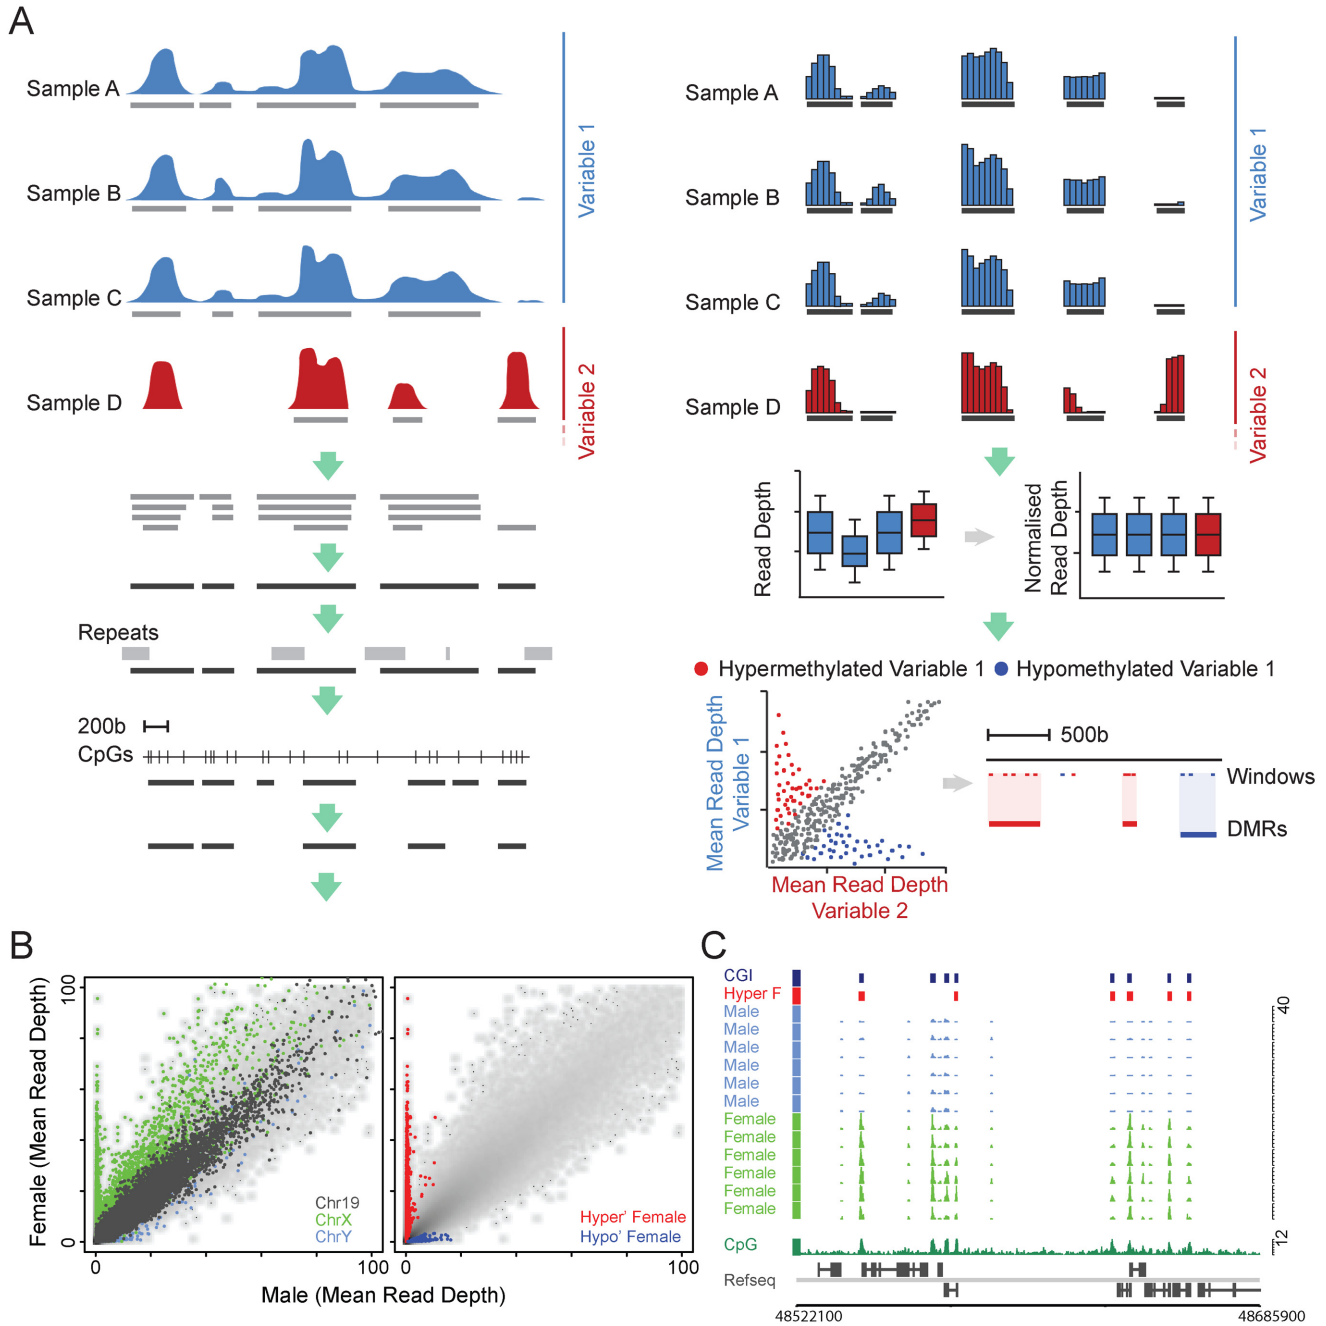 A
Sample A
Sample B
Sample C
Sample D
Variable 1
Variable 2
Repeats
200b
CpGs
Sample A
Sample B
Sample C
Sample D
Variable 1
Variable 2
Read Depth
Normalised
Read Depth
Hypermethylated Variable 1
Hypomethylated Variable 1
Mean Read Depth
Variable 1
Mean Read Depth
Variable 2
500b
Windows
DMRs
B
Female (Mean Read Depth)
100
0
Chr19
ChrX
ChrY
Hyper' Female
Hypo' Female
0
100
100
Male (Mean Read Depth)
C
CGI
Hyper F
Male
Male
Male
Male
Male
Male
Female
Female
Female
Female
Female
Female
CpG
Refseq
40
12
48522100
48685900